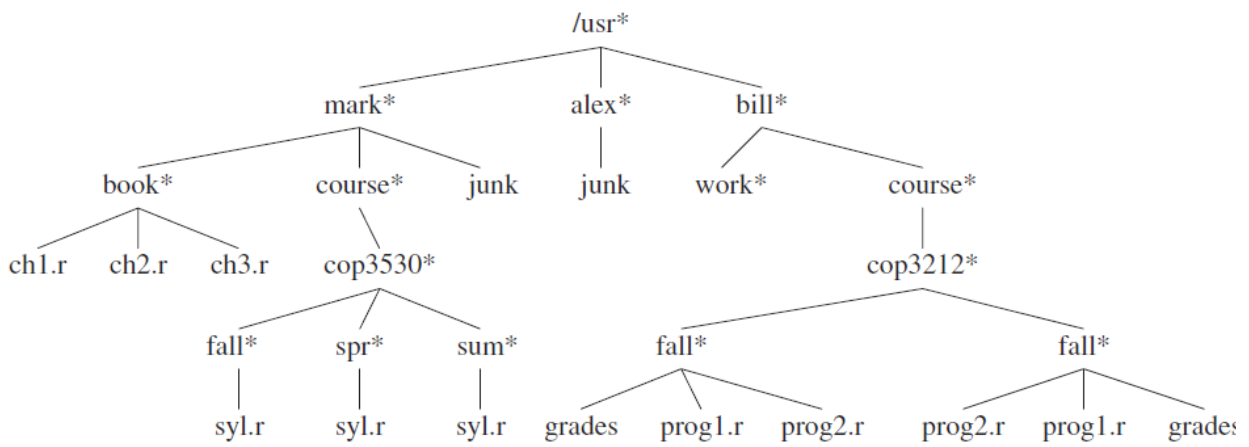 /usr*
mark* alex* bill*
book* course* junk junk work* course*
ch1.r ch2.r ch3.r cop3530* cop3212*
fall* spr* sum* fall* fall*
syl.r syl.r syl.r grades prog1.r prog2.r prog2.r prog1.r grades